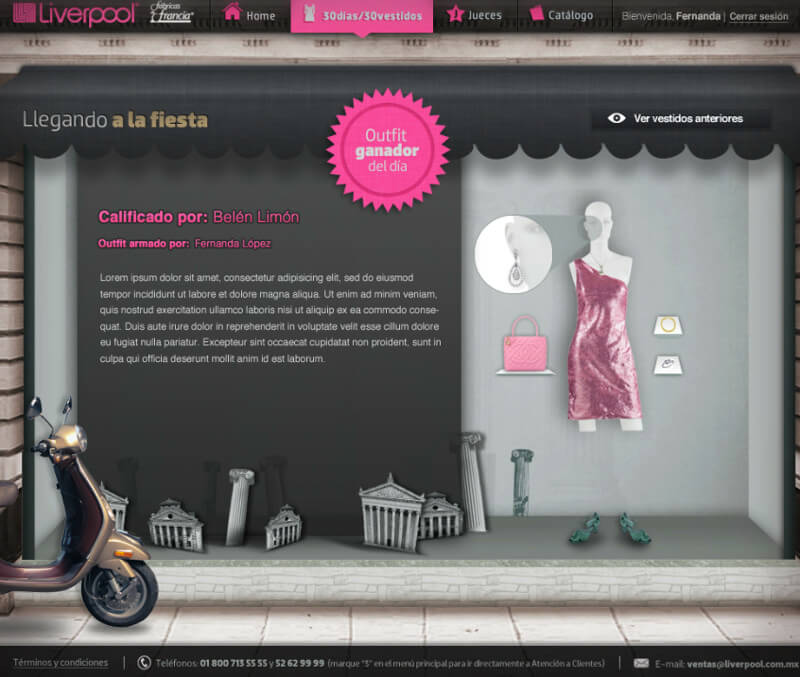 Liverpool
fábricas
Francia
Home
30días/30vestidos
Jueces
Catálogo
Bienvenida, Fernanda | Cerrar sesión
Llegando a la fiesta
Outfit
ganador
del día
Ver vestidos anteriores
Calificado por: Belén Limón
Outfit armado por: Fernanda López
Lorem ipsum dolor sit amet, consectetur adipisicing elit, sed do eiusmod
tempor incididunt ut labore et dolore magna aliqua. Ut enim ad minim veniam,
quis nostrud exercitation ullamco laboris nisi ut aliquip ex ea commodo conse-
quat. Duis aute irure dolor in reprehenderit in voluptate velit esse cillum dolore
eu fugiat nulla pariatur. Excepteur sint occaecat cupidatat non proident, sunt in
culpa qui officia deserunt mollit anim id est laborum.
Términos y condiciones | Teléfonos: 01 800 713 55 55 y 52 62 99 99 (marque "3" en el menú principal para ir directamente a Atención a Clientes) | E-mail: ventas@liverpool.com.mx